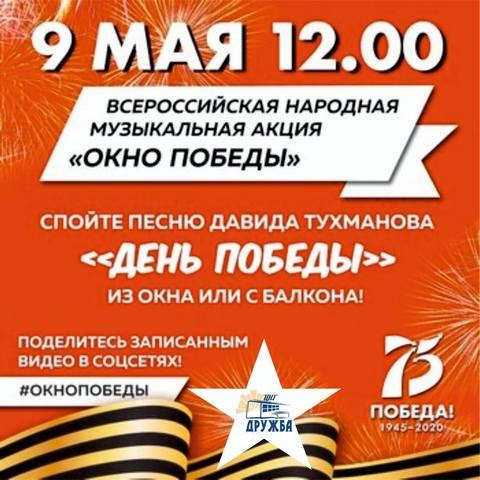 9 МАЯ 12.00
ВСЕРОССИЙСКАЯ НАРОДНАЯ
МУЗЫКАЛЬНАЯ АКЦИЯ
«ОКНО ПОБЕДЫ»
СПОЙТЕ ПЕСНЮ ДАВИДА ТУХМАНОВА
«ДЕНЬ ПОБЕДЫ»
ИЗ ОКНА ИЛИ С БАЛКОНА!
ПОДЕЛИТЕСЬ ЗАПИСАННЫМ
ВИДЕО В СОЦСЕТЯХ!
#ОКНОПОБЕДЫ
75
ПОБЕДА!
1945-2020
ДРУЖБА